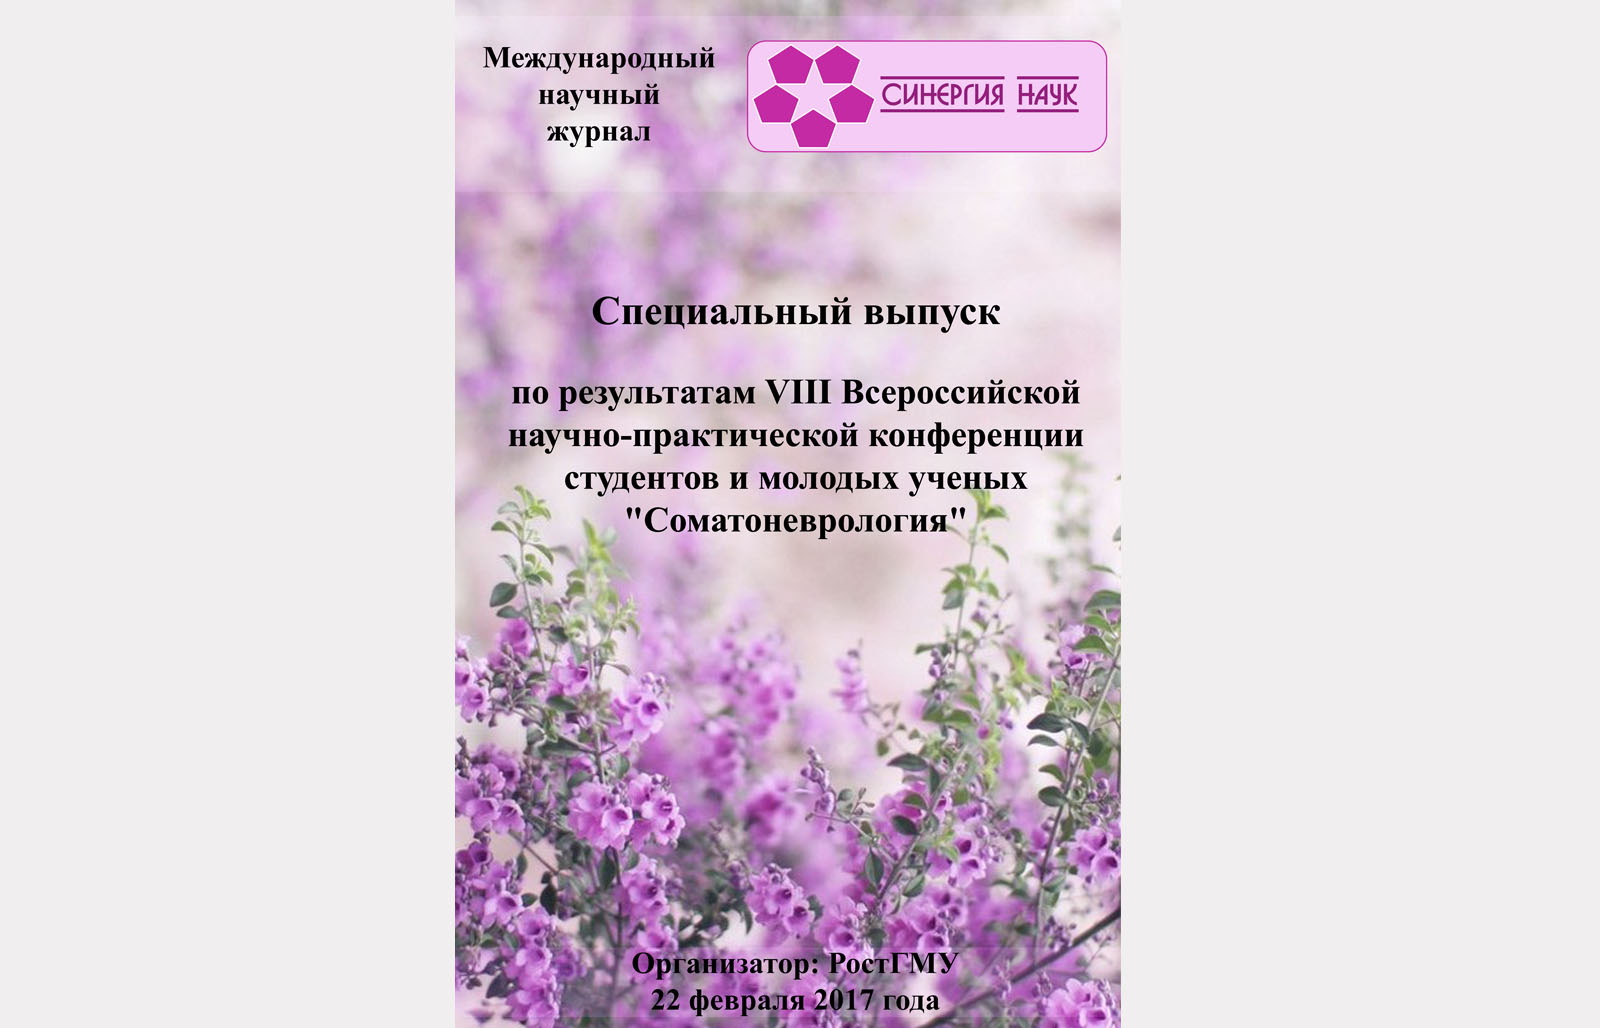 Международный
научный
журнал
СИНЕРГИЯ НАУК
Специальный выпуск
по результатам VIII Всероссийской
научно-практической конференции
студентов и молодых ученых
"Соматоневрология"
Организатор: РостГМУ
22 февраля 2017 года